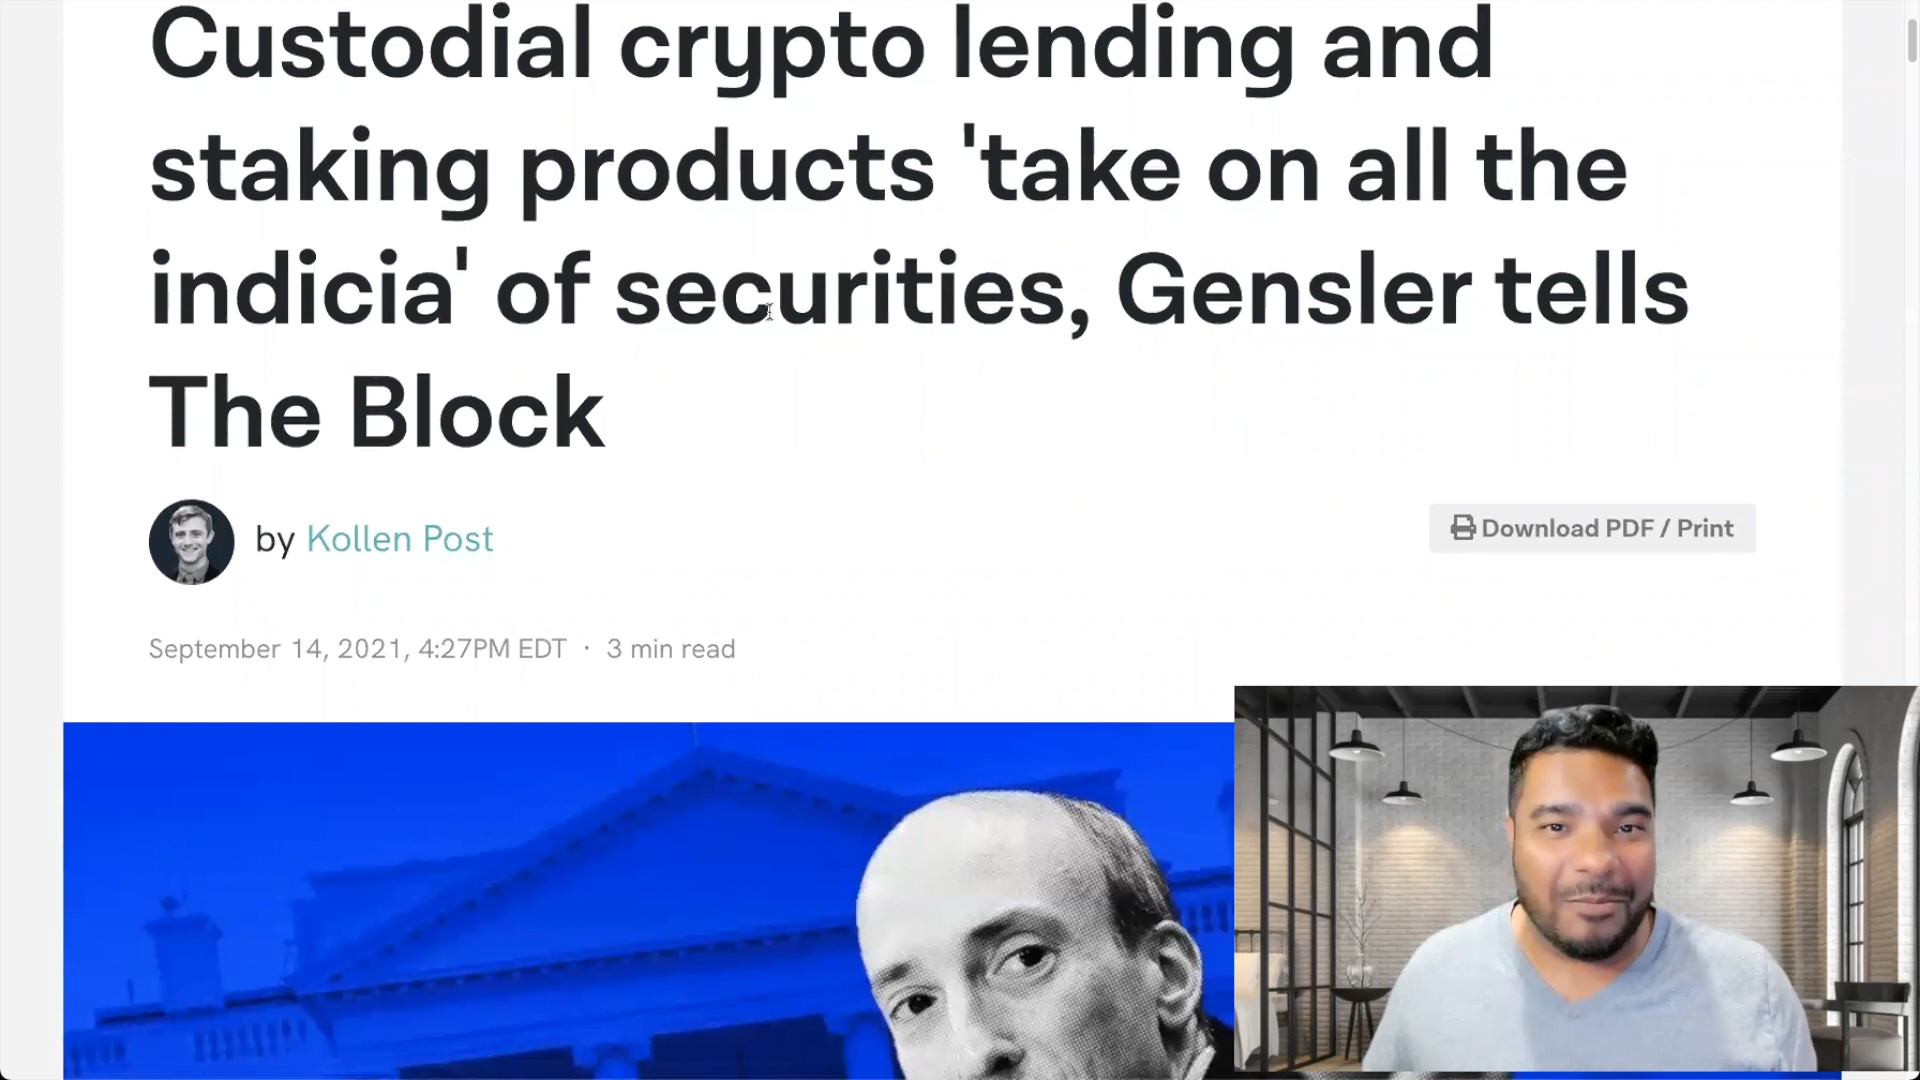 Custodial crypto lending and
staking products 'take on all the
indicia' of securities, Gensler tells
The Block
by Kollen Post
Download PDF / Print
September 14, 2021, 4:27PM EDT · 3 min read